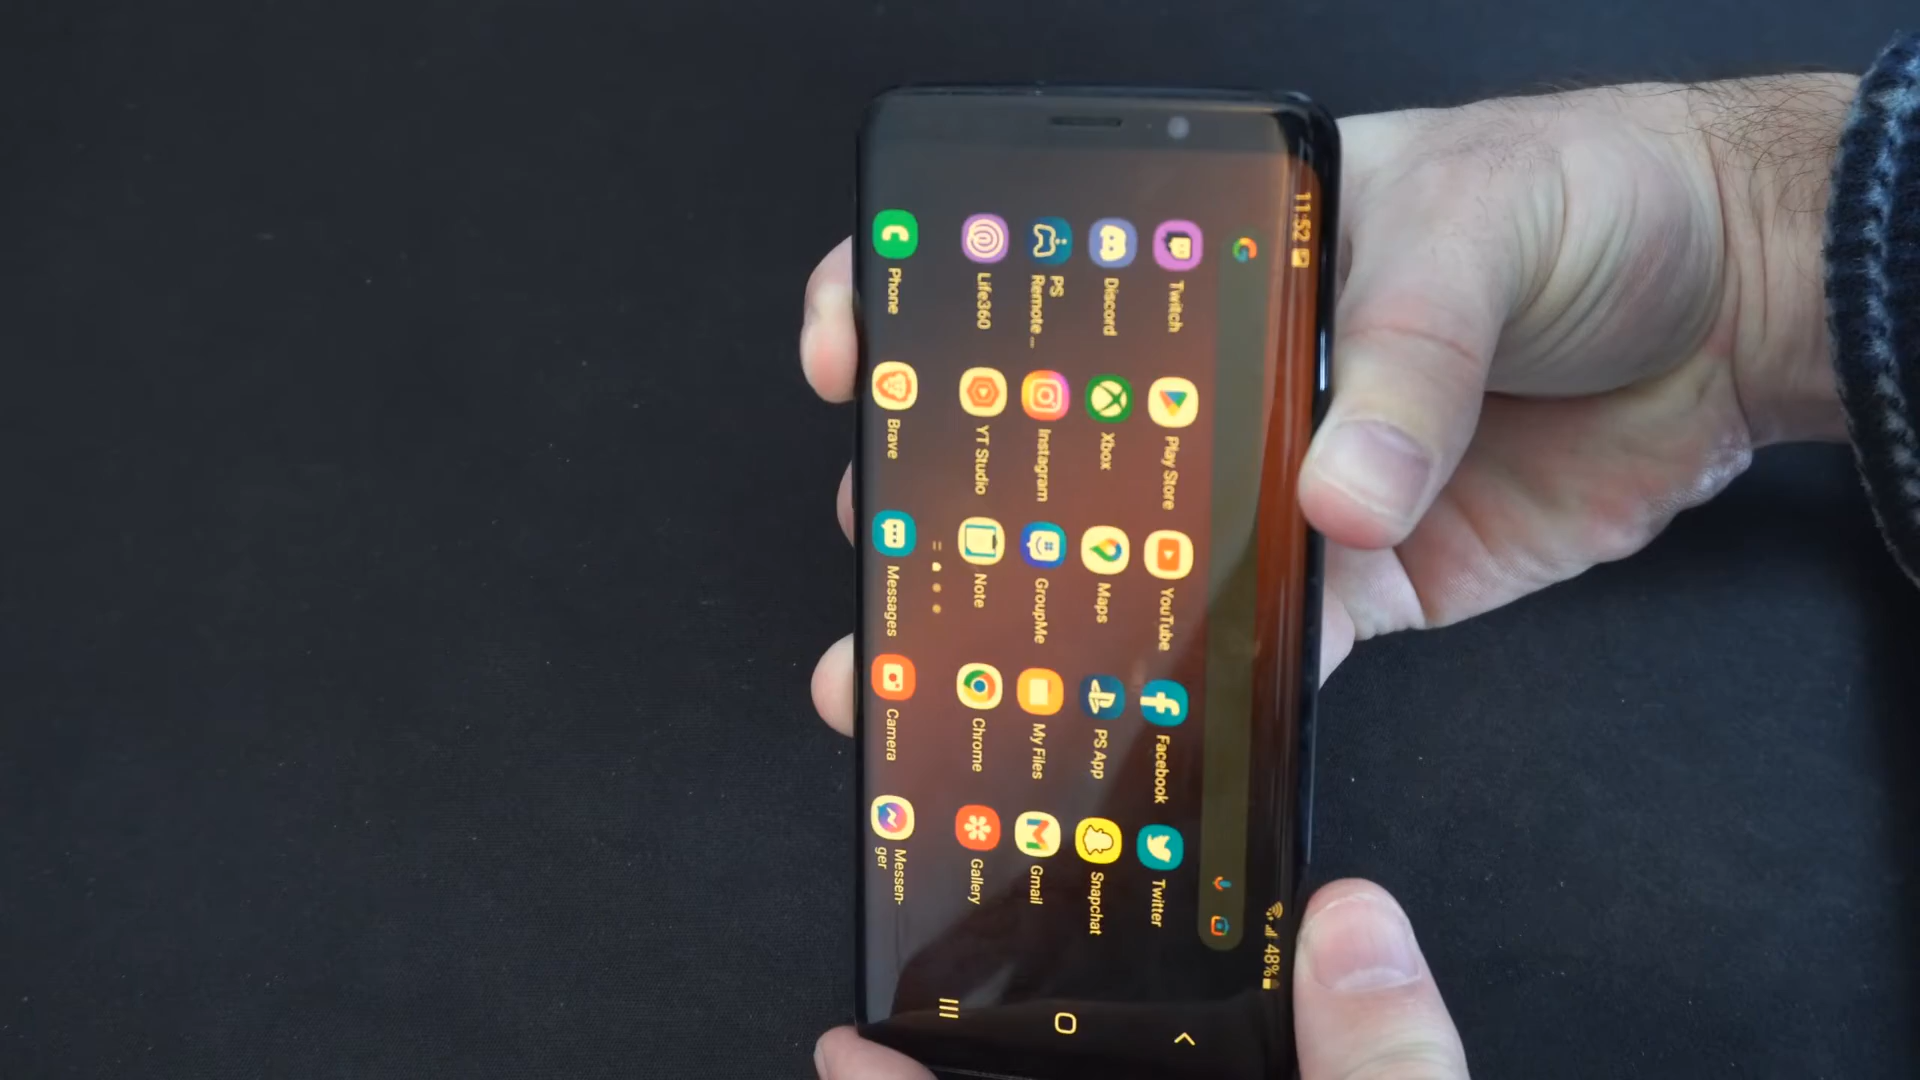 11:52
48%
Twitch
Play Store
YouTube
Facebook
Twitter
Discord
Xbox
Maps
PS App
Snapchat
PS
Remote ...
Instagram
GroupMe
My Files
Gmail
Life360
YT Studio
Note
Chrome
Gallery
Phone
Brave
Messages
Camera
Messen-
ger